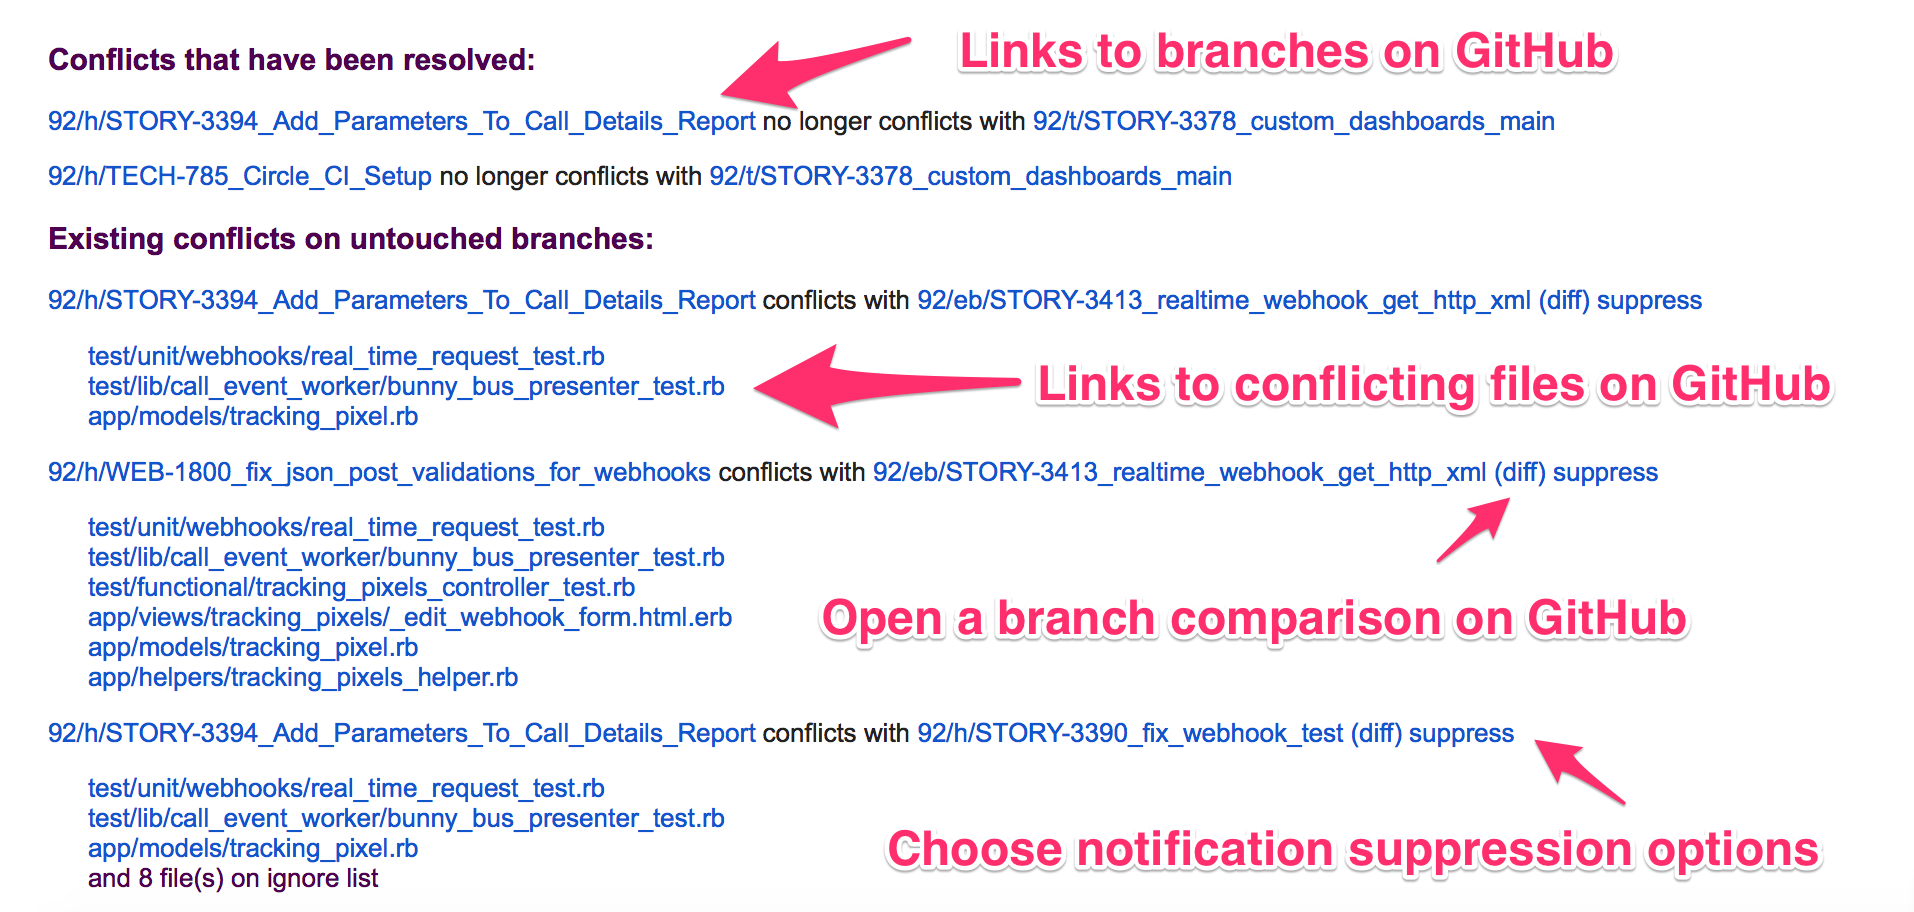 Links to branches on GitHub
Conflicts that have been resolved:
92/h/STORY-3394_Add_Parameters_To_Call_Details_Report no longer conflicts with 92/t/STORY-3378_custom_dashboards_main
92/h/TECH-785_Circle_CI_Setup no longer conflicts with 92/t/STORY-3378_custom_dashboards_main
Existing conflicts on untouched branches:
92/h/STORY-3394_Add_Parameters_To_Call_Details_Report conflicts with 92/eb/STORY-3413_realtime_webhook_get_http_xml (diff) suppress
test/unit/webhooks/real_time_request_test.rb
test/lib/call_event_worker/bunny_bus_presenter_test.rb
Links to conflicting files on GitHub
app/models/tracking_pixel.rb
92/h/WEB-1800_fix_json_post_validations_for_webhooks conflicts with 92/eb/STORY-3413_realtime_webhook_get_http_xml (diff) suppress
test/unit/webhooks/real_time_request_test.rb
test/lib/call_event_worker/bunny_bus_presenter_test.rb
test/functional/tracking_pixels_controller_test.rb
app/views/tracking_pixels/_edit_webhook_form.html.erb
Open a branch comparison on GitHub
app/models/tracking_pixel.rb
app/helpers/tracking_pixels_helper.rb
92/h/STORY-3394_Add_Parameters_To_Call_Details_Report conflicts with 92/h/STORY-3390_fix_webhook_test (diff) suppress
test/unit/webhooks/real_time_request_test.rb
test/lib/call_event_worker/bunny_bus_presenter_test.rb
app/models/tracking_pixel.rb
Choose notification suppression options
and 8 file(s) on ignore list